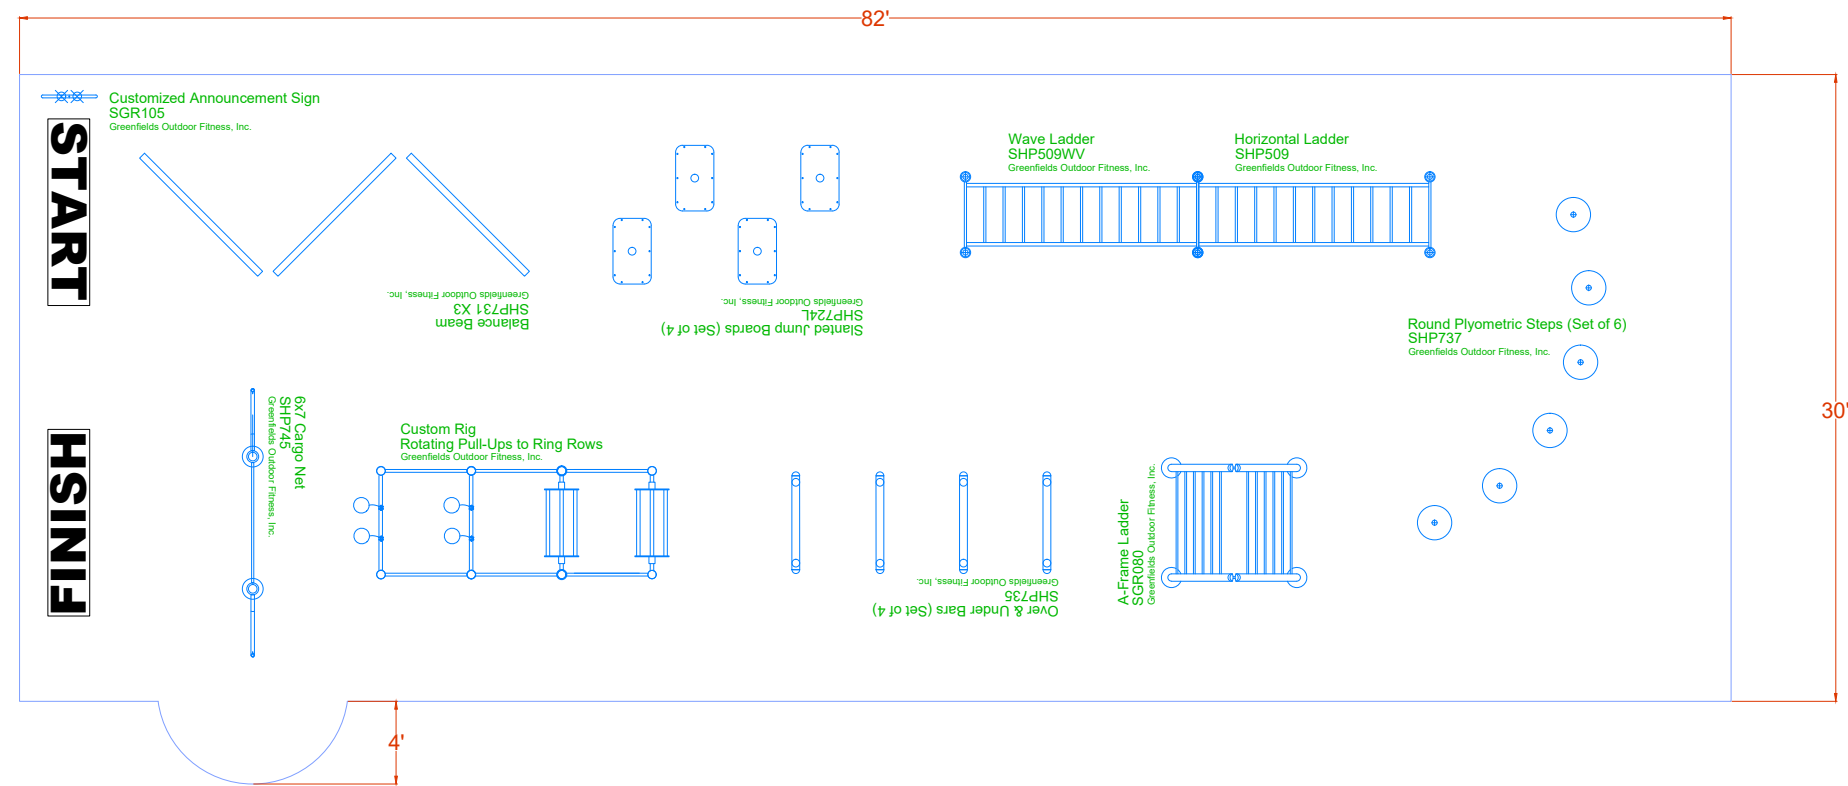 82'
Customized Announcement Sign
SGR105
Greenfields Outdoor Fitness, Inc.
START
Wave Ladder
SHP509WV
Greenfields Outdoor Fitness, Inc.
Horizontal Ladder
SHP509
Greenfields Outdoor Fitness, Inc.
Balance Beam
SHP731 X3
Greenfields Outdoor Fitness, Inc.
Slanted Jump Boards (Set of 4)
SHP724L
Greenfields Outdoor Fitness, Inc.
Round Plyometric Steps (Set of 6)
SHP737
Greenfields Outdoor Fitness, Inc.
30'
FINISH
6x7 Cargo Net
SHP745
Greenfields Outdoor Fitness, Inc.
Custom Rig
Rotating Pull-Ups to Ring Rows
Greenfields Outdoor Fitness, Inc.
Over & Under Bars (Set of 4)
SHP735
Greenfields Outdoor Fitness, Inc.
A-Frame Ladder
SGR080
Greenfields Outdoor Fitness, Inc.
4'